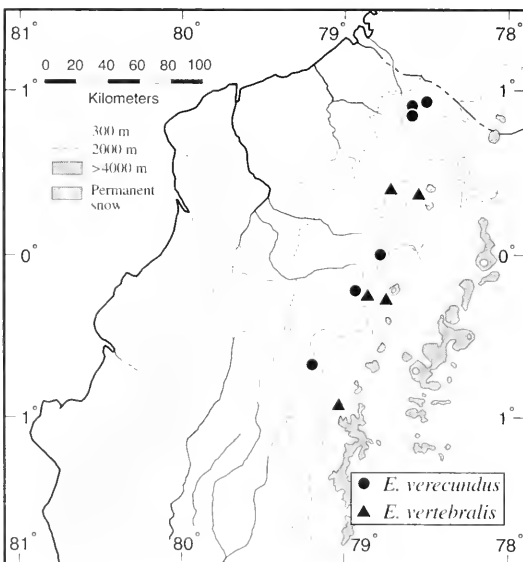 81° 80 79 78°
1°
0 20 40 60 80 100
Kilometers
300 m
2000 m
>4000 m
Permanent
snow
1°
0° 0°
1° 1°
● E. verecundus
▲ E. vertebralis
81° 80 79 78°